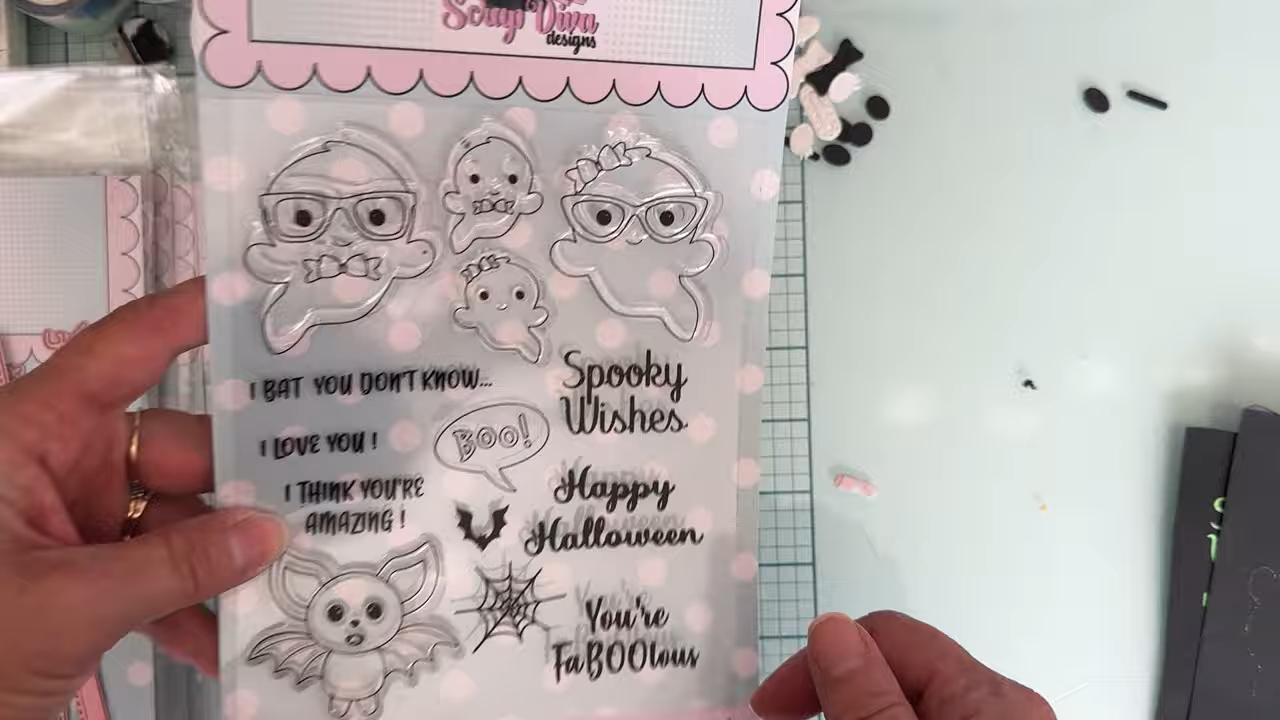 Scrap Diva
designs
I BAT YOU DON'T KNOW...
I LOVE YOU!
I THINK YOU'RE
AMAZING!
BOO!
Spooky
Wishes
Happy
Halloween
You're
FaBOOlous